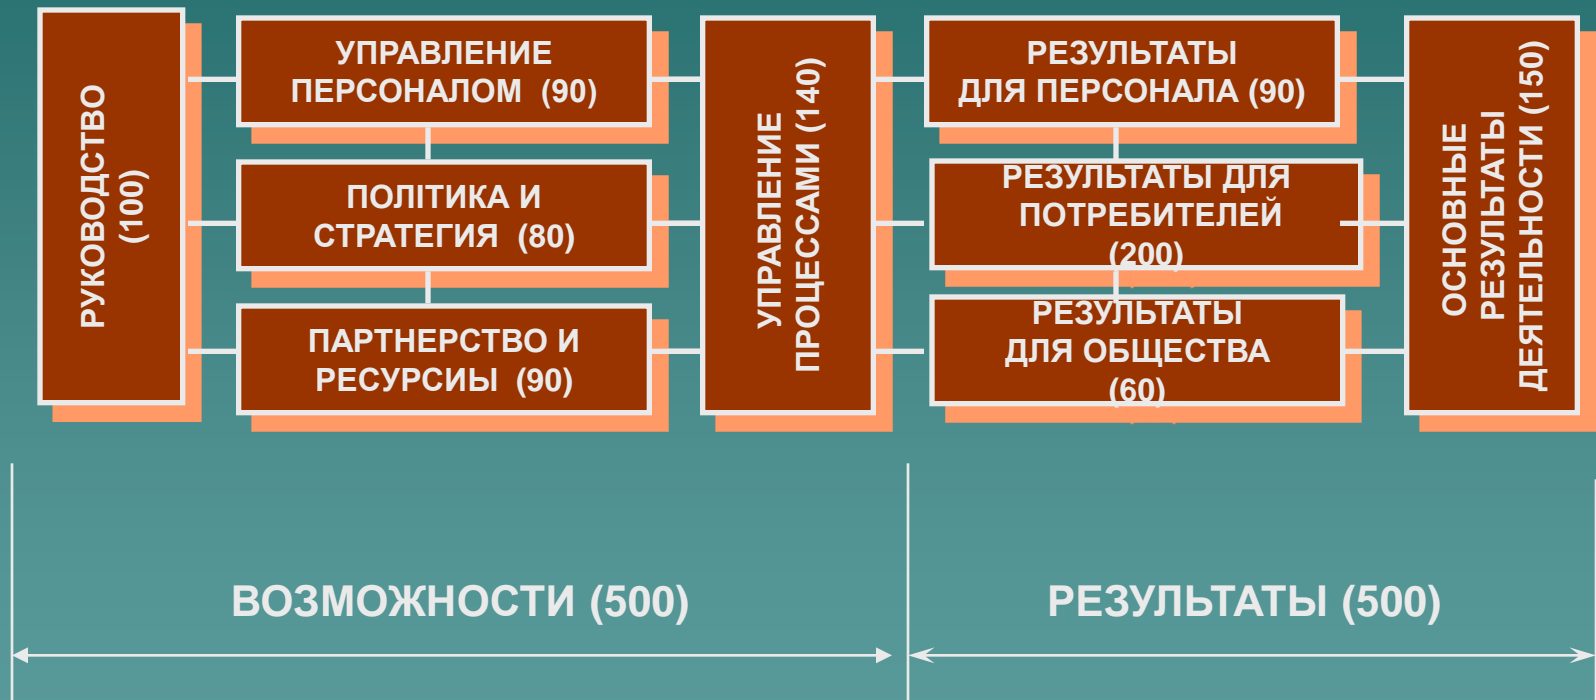 РУКОВОДСТВО
(100)
УПРАВЛЕНИЕ
ПЕРСОНАЛОМ (90)
ПОЛІТИКА И
СТРАТЕГИЯ (80)
ПАРТНЕРСТВО И
РЕСУРСИЫ (90)
УПРАВЛЕНИЕ
ПРОЦЕССАМИ (140)
РЕЗУЛЬТАТЫ
ДЛЯ ПЕРСОНАЛА (90)
РЕЗУЛЬТАТЫ ДЛЯ
ПОТРЕБИТЕЛЕЙ
(200)
РЕЗУЛЬТАТЫ
ДЛЯ ОБЩЕСТВА
(60)
ОСНОВНЫЕ
РЕЗУЛЬТАТЫ
ДЕЯТЕЛЬНОСТИ (150)
ВОЗМОЖНОСТИ (500)
РЕЗУЛЬТАТЫ (500)